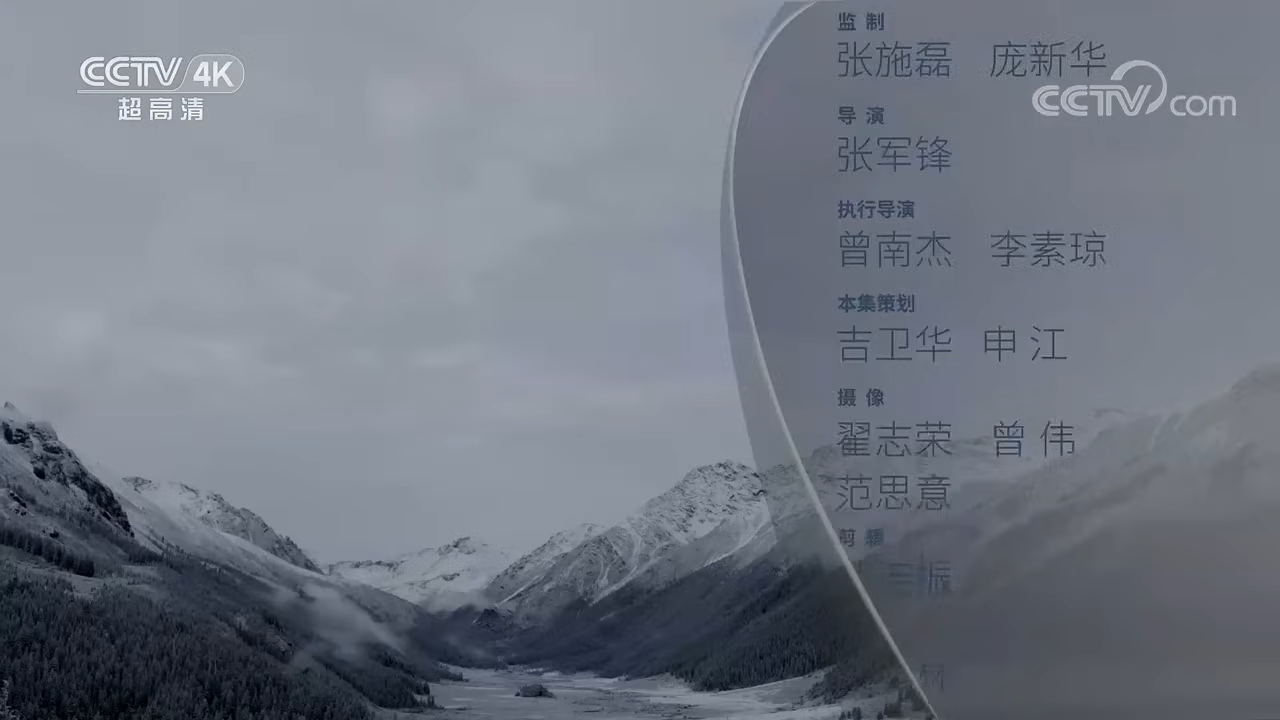 CCTV 4K
超高清
CCTV.com
监 制
张施磊 庞新华
导 演
张军锋
执行导演
曾南杰 李素琼
本集策划
吉卫华 申 江
摄 像
翟志荣 曾 伟
范思意
剪 辑